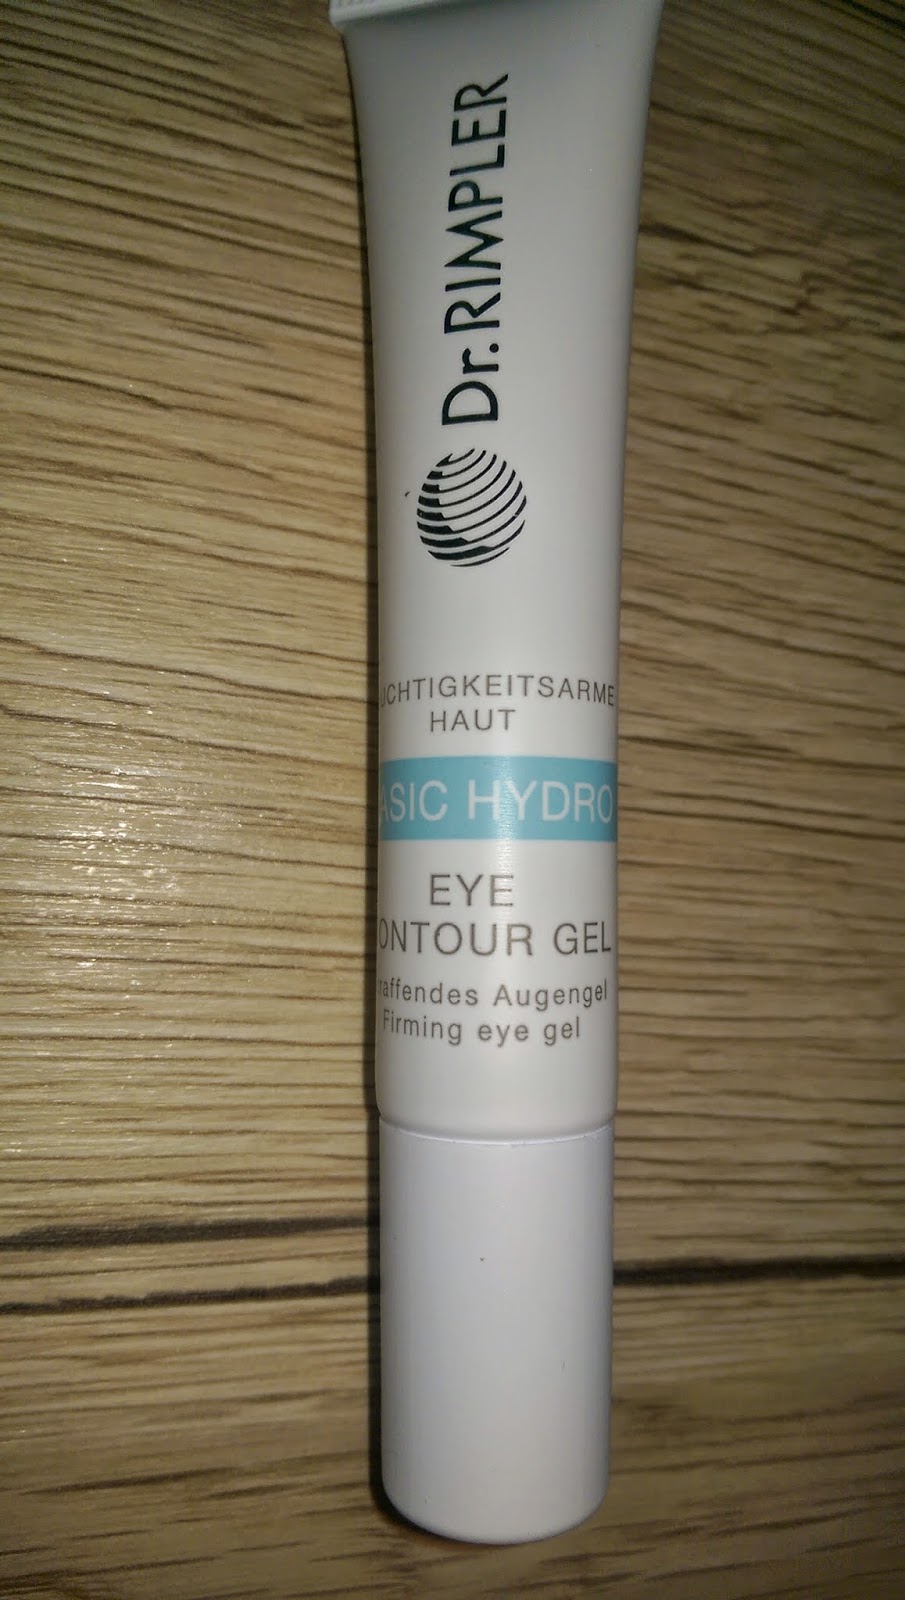 Dr.RIMPLER
UCHTIGKEITSARME
HAUT
ASIC HYDRO
EYE
ONTOUR GEL
raffendes Augengel
Firming eye gel